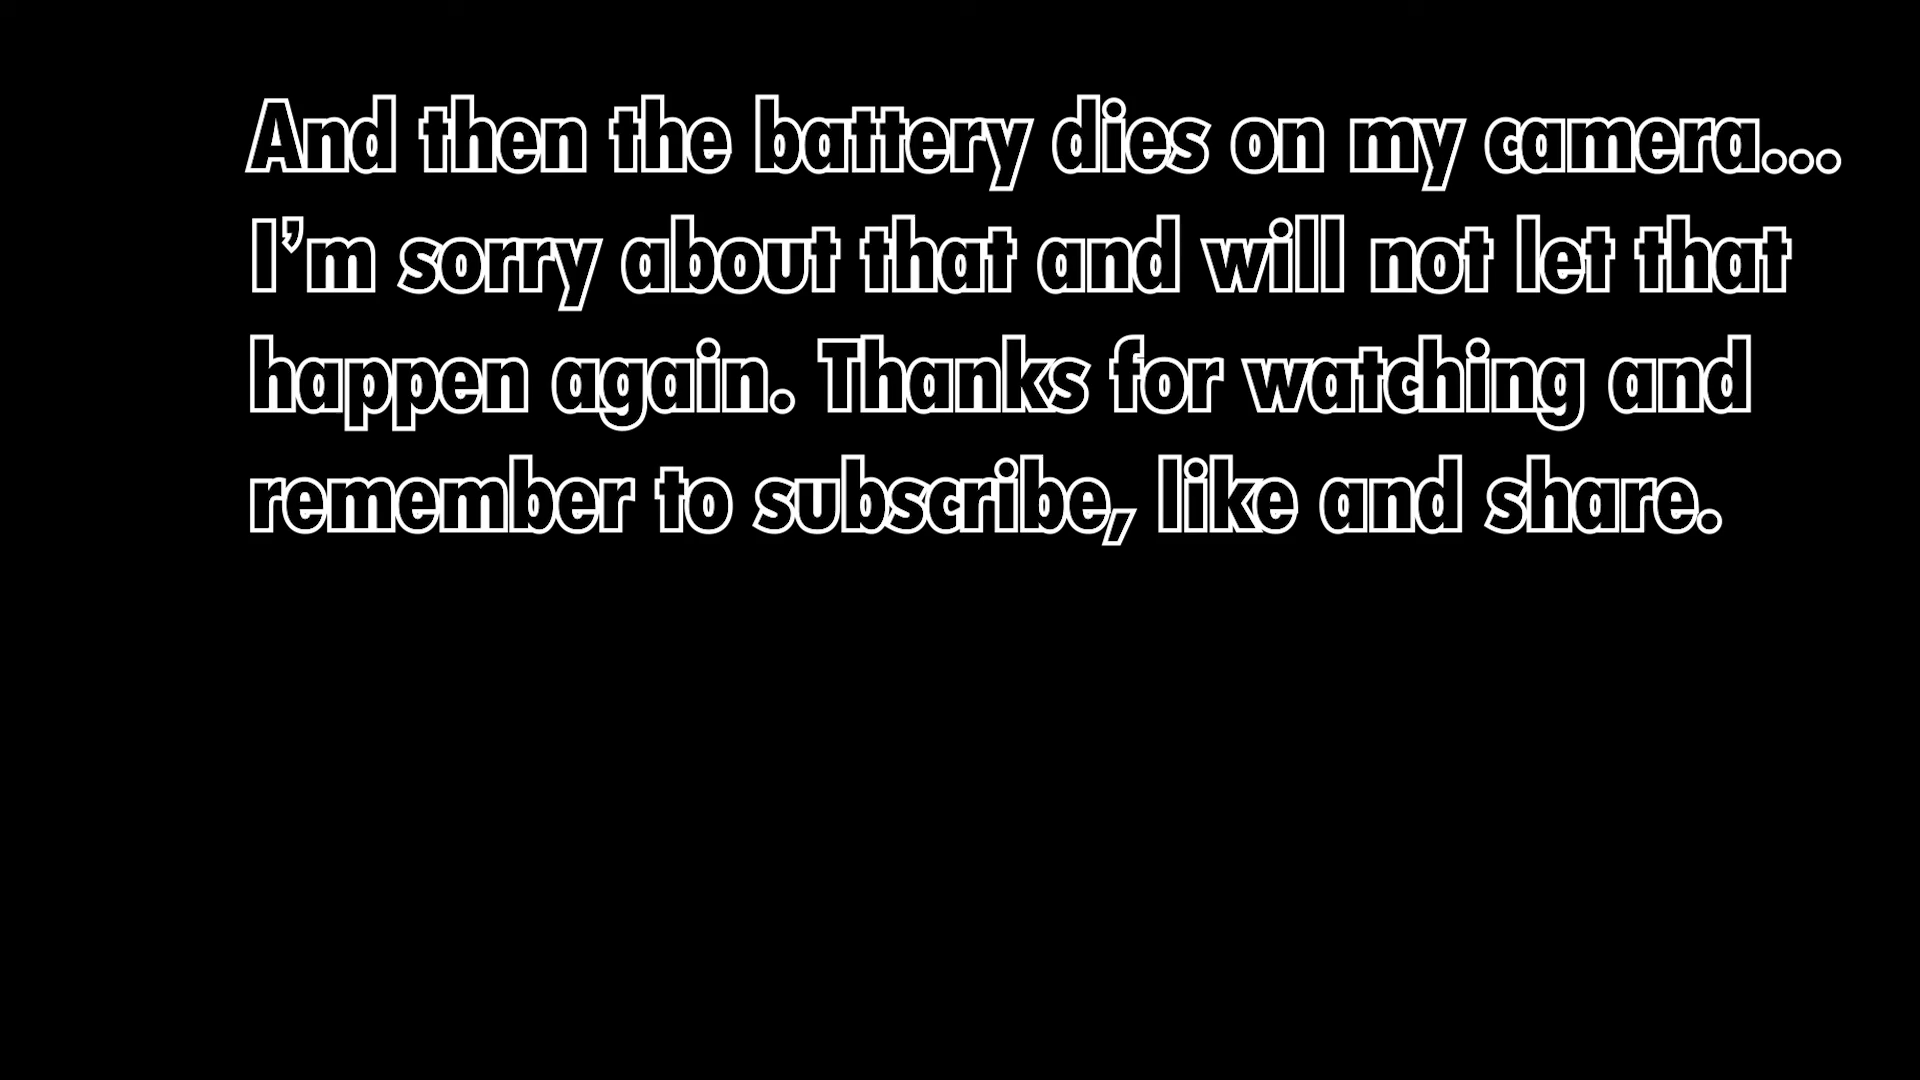 And then the battery dies on my camera...
I’m sorry about that and will not let that
happen again. Thanks for watching and
remember to subscribe, like and share.